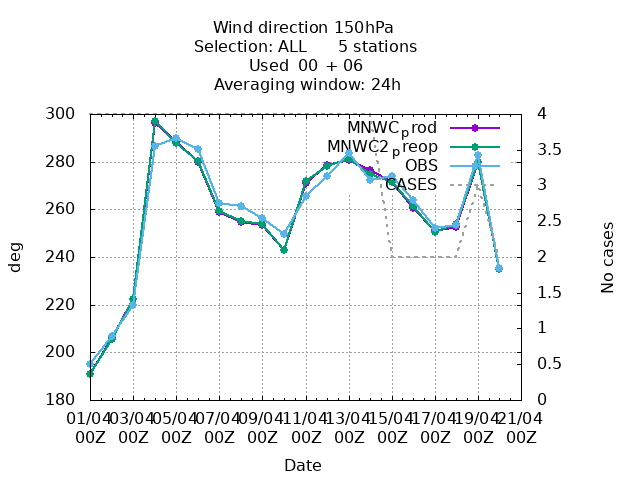 Wind direction 150hPa
Selection: ALL 5 stations
Used 00 + 06
Averaging window: 24h
MNWC_prod
MNWC2_preop
OBS
CASES
300
280
260
240
220
200
180
4
3.5
3
2.5
2
1.5
1
0.5
0
deg
No cases
01/04 03/04 05/04 07/04 09/04 11/04 13/04 15/04 17/04 19/04 21/04
00Z 00Z 00Z 00Z 00Z 00Z 00Z 00Z 00Z 00Z 00Z
Date